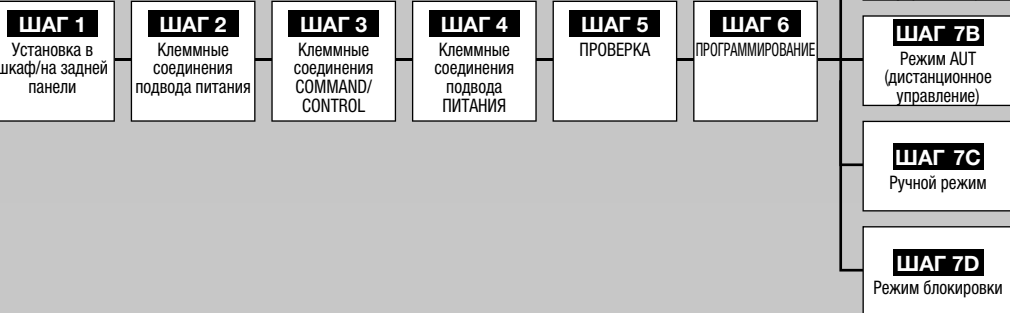 ШАГ 1
Установка в
шкаф/на задней
панели
ШАГ 2
Клеммные
соединения
подвода питания
ШАГ 3
Клеммные
соединения
COMMAND/
CONTROL
ШАГ 4
Клеммные
соединения
подвода
ПИТАНИЯ
ШАГ 5
ПРОВЕРКА
ШАГ 6
ПРОГРАММИРОВАНИЕ
ШАГ 7B
Режим AUT
(дистанционное
управление)
ШАГ 7C
Ручной режим
ШАГ 7D
Режим блокировки